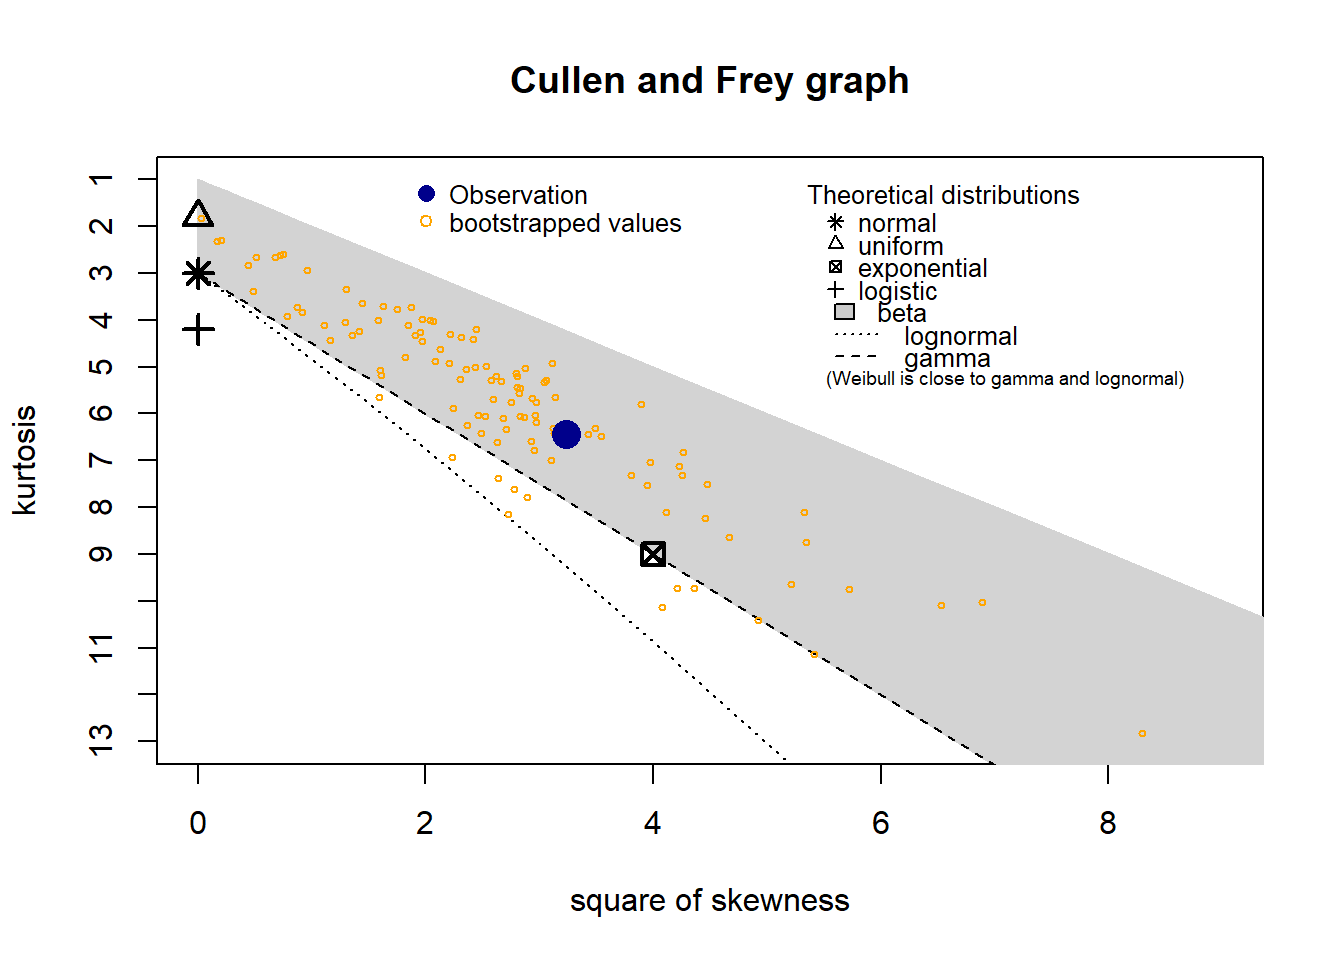 Cullen and Frey graph
Observation
bootstrapped values
Theoretical distributions
normal
uniform
exponential
logistic
beta
lognormal
gamma
(Weibull is close to gamma and lognormal)
kurtosis
1
2
3
4
5
6
7
8
9
11
13
0 2 4 6 8
square of skewness